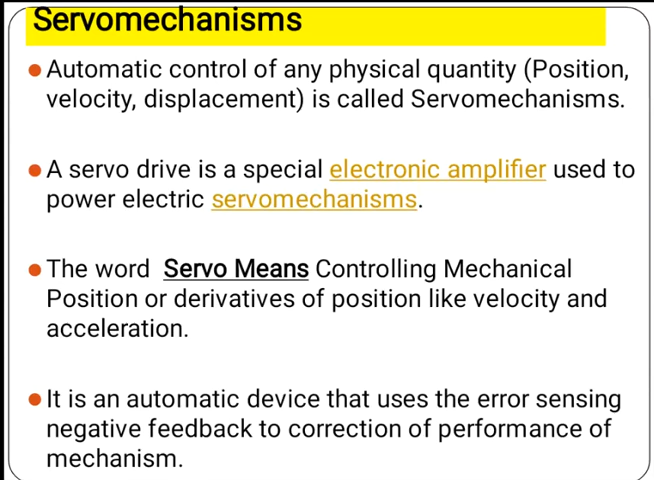 Servomechanisms
Automatic control of any physical quantity (Position,
velocity, displacement) is called Servomechanisms.
A servo drive is a special electronic amplifier used to
power electric servomechanisms.
The word Servo Means Controlling Mechanical
Position or derivatives of position like velocity and
acceleration.
It is an automatic device that uses the error sensing
negative feedback to correction of performance of
mechanism.